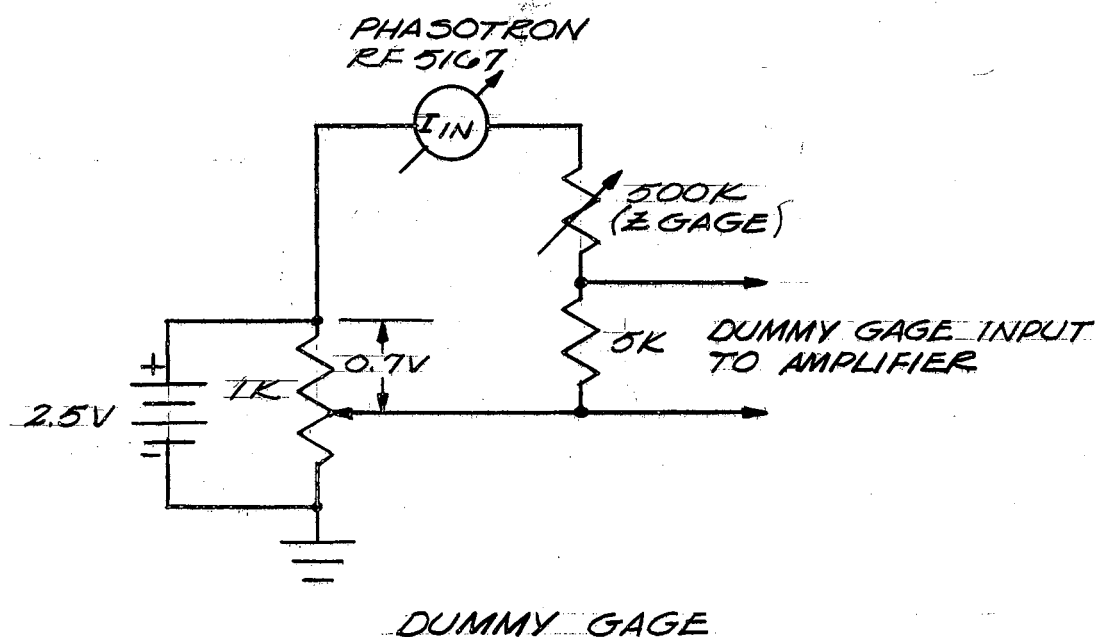 PHASOTRON
RF 5167
I IN
500K
(Z GAGE)
+
0.7V
1K
5K
DUMMY GAGE INPUT
TO AMPLIFIER
2.5V
-
DUMMY GAGE